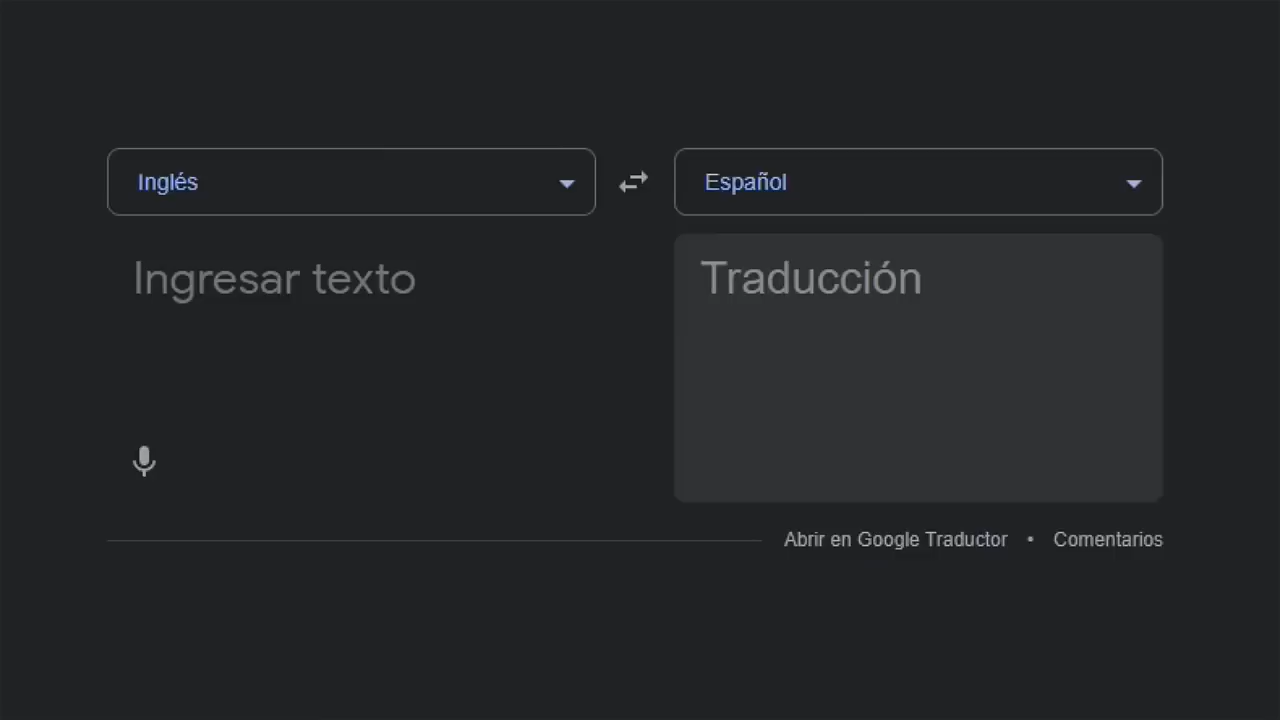 Inglés
Español
Ingresar texto
Traducción
Abrir en Google Traductor • Comentarios